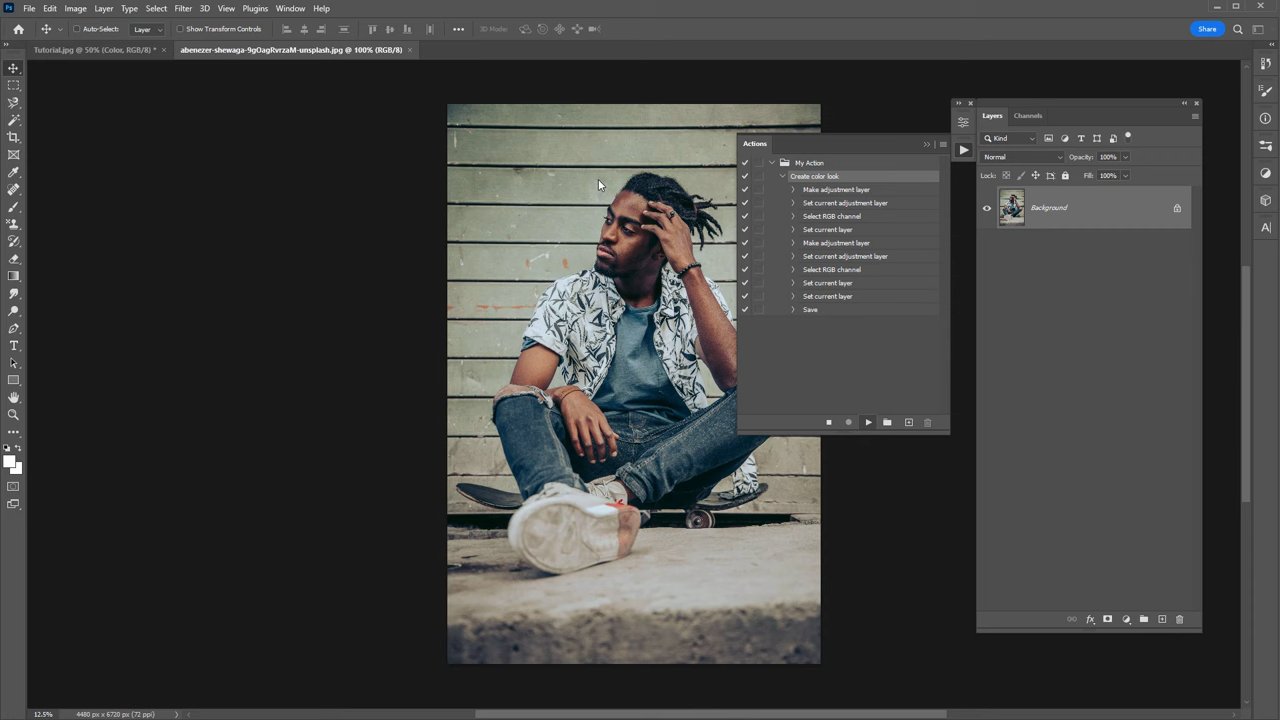 Ps File Edit Image Layer Type Select Filter 3D View Plugins Window Help
Auto-Select: Layer Show Transform Controls 3D Mode: Share
Tutorial.jpg @ 50% (Color, RGB/8) * × abenezer-shewaga-9gOagRvrzaM-unsplash.jpg @ 100% (RGB/8) ×
Actions
My Action
Create color look
Make adjustment layer
Set current adjustment layer
Select RGB channel
Set current layer
Make adjustment layer
Set current adjustment layer
Select RGB channel
Set current layer
Set current layer
Save
Layers Channels
Kind
Normal Opacity: 100%
Lock: Fill: 100%
Background
12.5% 4480 px x 6720 px (72 ppi)